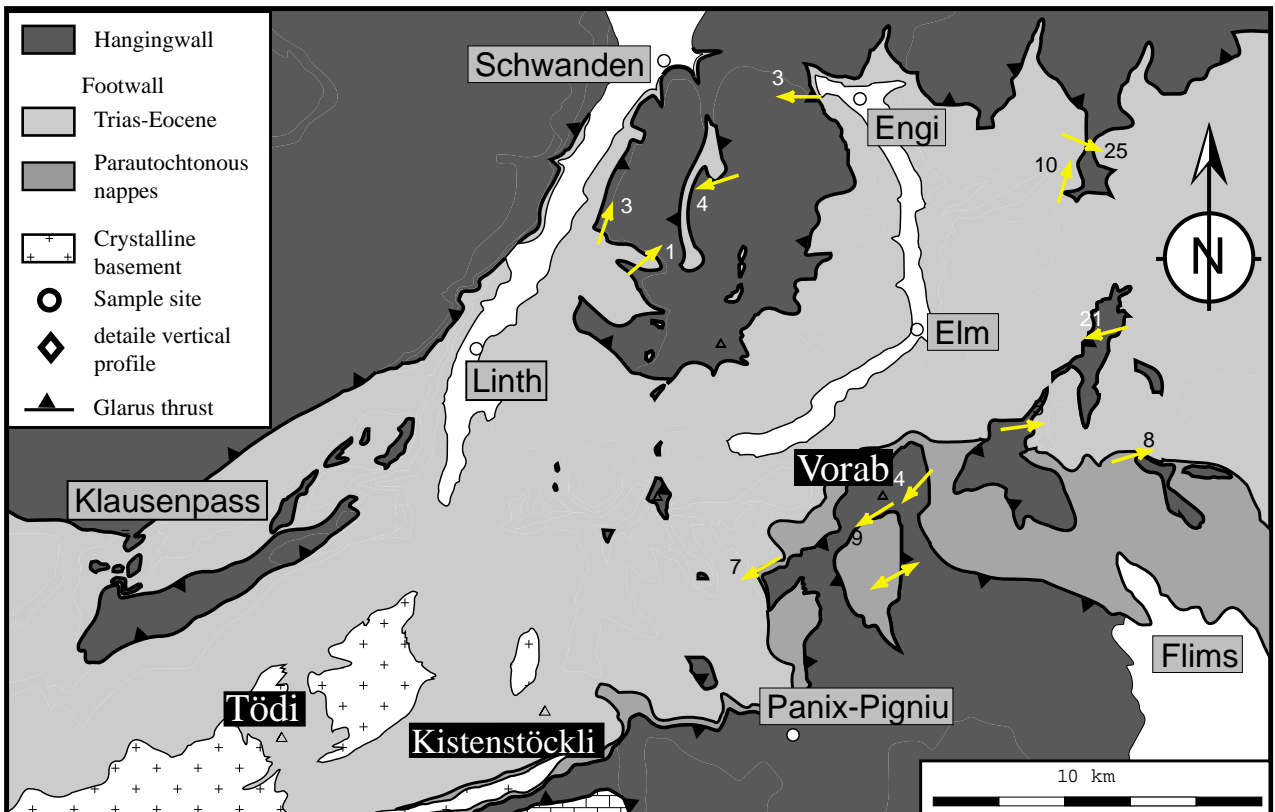 Hangingwall
Footwall
Trias-Eocene
Parautochtonous
nappes
Crystalline
basement
Sample site
detaile vertical
profile
Glarus thrust
Schwanden
3
Engi
25
10
3
4
1
N
21
Elm
Linth
8
Vorab
4
Klausenpass
9
7
Flims
Tödi
Panix-Pigniu
Kistenstöckli
10 km